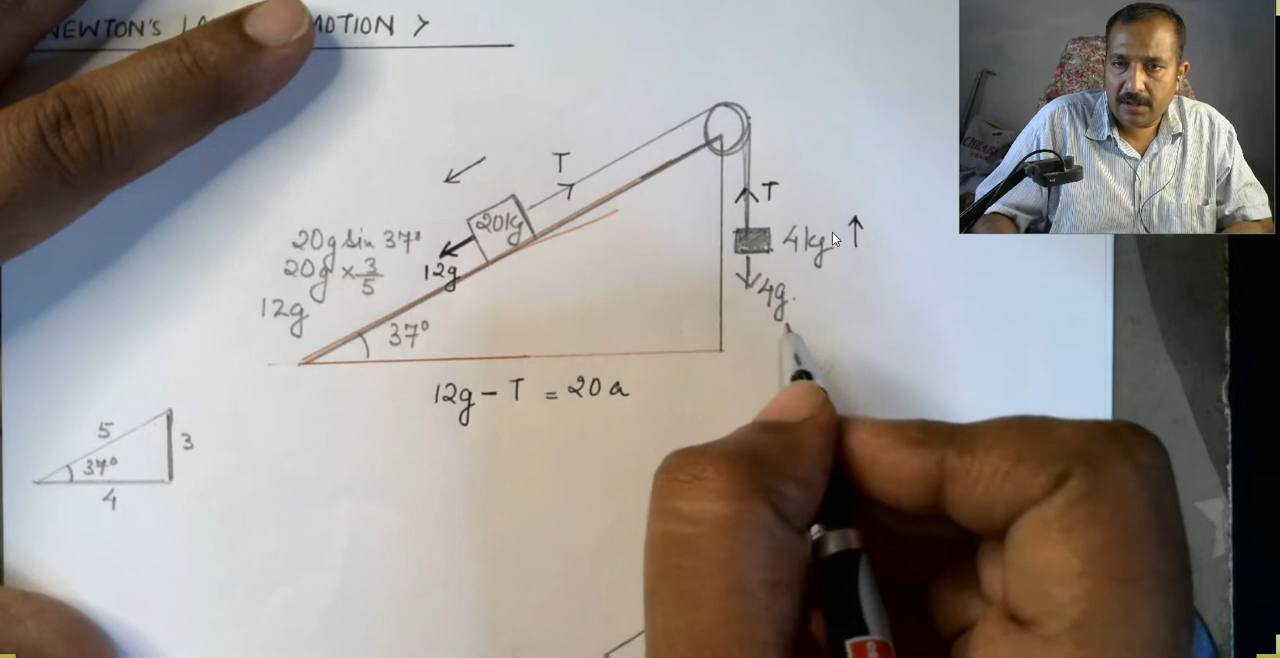 NEWTON'S MOTION >
T
20kg
T
4kg ↑
20g Sin 37°
20g × 3/5
12g
12g
4g.
37°
12g - T = 20a
5
3
37°
4